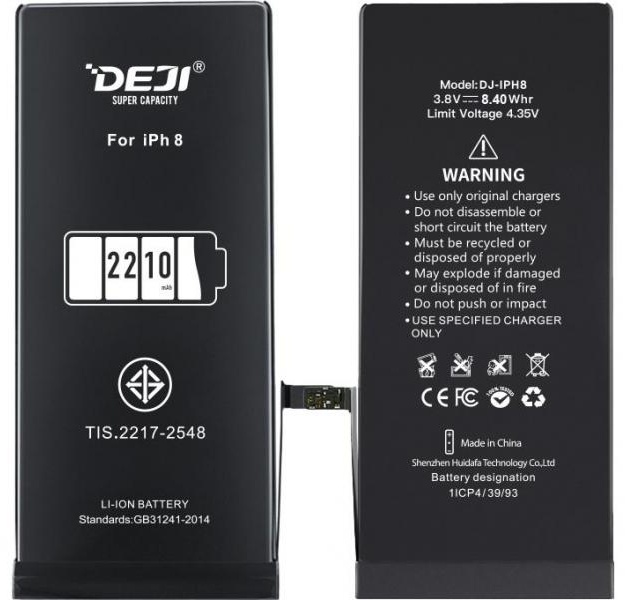 DEJI®
SUPER CAPACITY
For iPh 8
2210
mAh
TIS.2217-2548
LI-ION BATTERY
Standards:GB31241-2014
Model:DJ-IPH8
3.8V⎓8.40Whr
Limit Voltage 4.35V
WARNING
• Use only original chargers
• Do not disassemble or
short circuit the battery
• Must be recycled or
disposed of properly
• May explode if damaged
or disposed of in fire
• Do not push or impact
• USE SPECIFIED CHARGER
ONLY
CE FC 100% TESTED
Made in China
Shenzhen Huidafa Technology Co,.Ltd
Battery designation
1ICP4/39/93